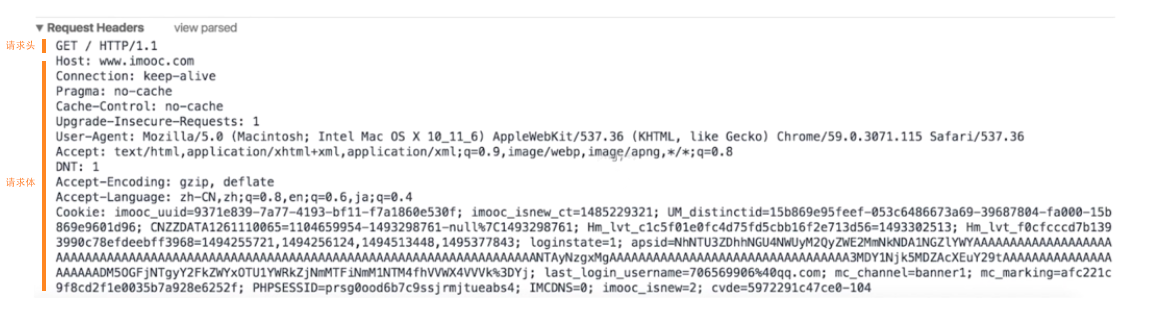 ▼ Request Headers view parsed
请求头 GET / HTTP/1.1
Host: www.imooc.com
Connection: keep-alive
Pragma: no-cache
Cache-Control: no-cache
Upgrade-Insecure-Requests: 1
User-Agent: Mozilla/5.0 (Macintosh; Intel Mac OS X 10_11_6) AppleWebKit/537.36 (KHTML, like Gecko) Chrome/59.0.3071.115 Safari/537.36
Accept: text/html,application/xhtml+xml,application/xml;q=0.9,image/webp,image/apng,*/*;q=0.8
DNT: 1
请求体 Accept-Encoding: gzip, deflate
Accept-Language: zh-CN,zh;q=0.8,en;q=0.6,ja;q=0.4
Cookie: imooc_uuid=9371e839-7a77-4193-bf11-f7a1860e530f; imooc_isnew_ct=1485229321; UM_distinctid=15b869e95feef-053c6486673a69-39687804-fa000-15b
869e9601d96; CNZZDATA1261110065=1104659954-1493298761-null%7C1493298761; Hm_lvt_c1c5f01e0fc4d75fd5cbb16f2e713d56=1493513301; Hm_lvt_f0cfcccd7b139
3990c78efdeebff3968=1494255721,1494256124,1494513448,1495377843; loginstate=1;
last_login_username=706569906%40qq.com; mc_channel=banner1; mc_marking=afc221c
9f8cd2f1e0035b7a928e6252f; PHPSESSID=prsg0ood6b7c9ssjrmjtueabs4; IMCDNS=0; imooc_isnew=2; cvde=5972291c47ce0-104